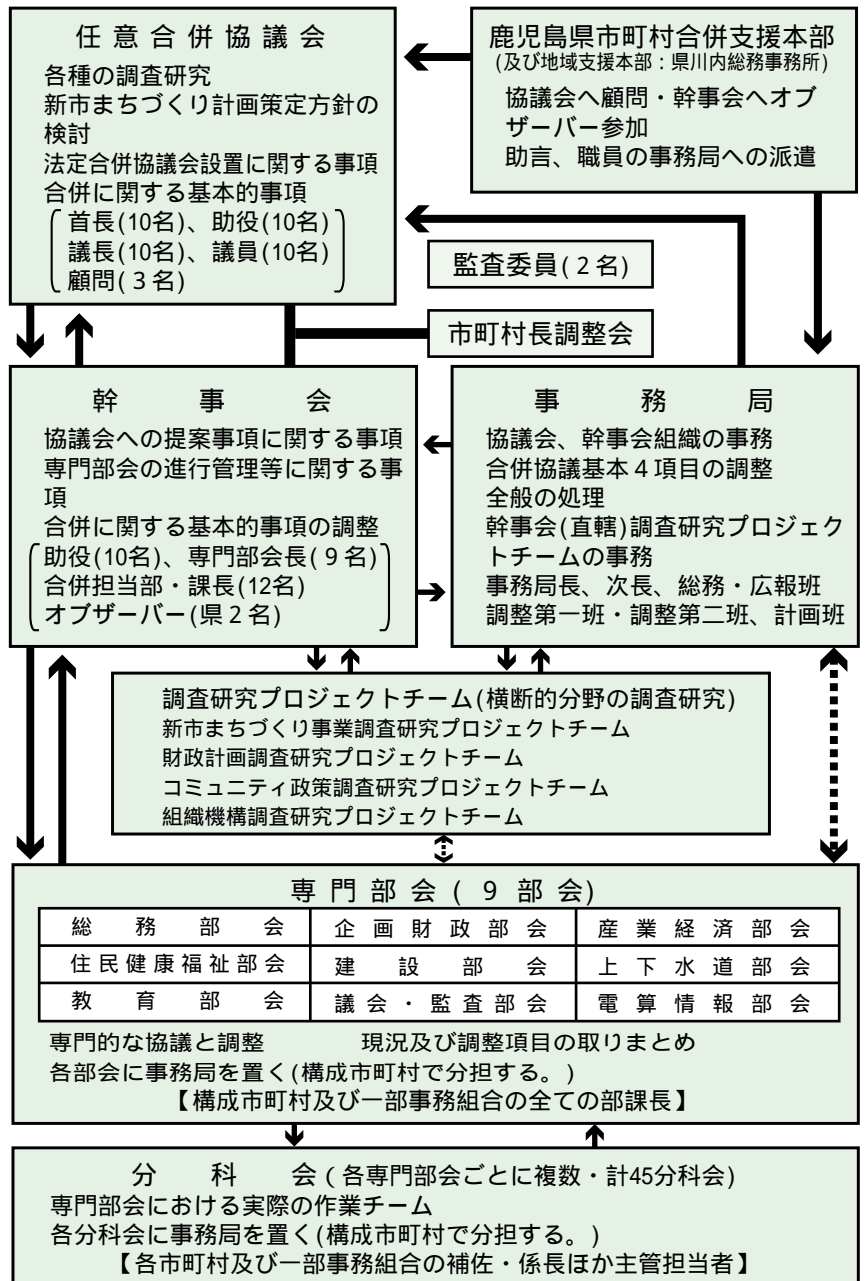 任意合併協議会
各種の調査研究
新市まちづくり計画策定方針の
検討
法定合併協議会設置に関する事項
合併に関する基本的事項
首長(10名)、助役(10名)
議長(10名)、議員(10名)
顧問(3名)
鹿児島県市町村合併支援本部
(及び地域支援本部:県川内総務事務所)
協議会へ顧問・幹事会へオブ
ザーバー参加
助言、職員の事務局への派遣
監査委員(2名)
市町村長調整会
幹事会
協議会への提案事項に関する事項
専門部会の進行管理等に関する事
項
合併に関する基本的事項の調整
助役(10名)、専門部会長(9名)
合併担当部・課長(12名)
オブザーバー(県2名)
事務局
協議会、幹事会組織の事務
合併協議基本4項目の調整
全般の処理
幹事会(直轄)調査研究プロジェク
トチームの事務
事務局長、次長、総務・広報班
調整第一班・調整第二班、計画班
調査研究プロジェクトチーム(横断的分野の調査研究)
新市まちづくり事業調査研究プロジェクトチーム
財政計画調査研究プロジェクトチーム
コミュニティ政策調査研究プロジェクトチーム
組織機構調査研究プロジェクトチーム
専門部会(9部会)
総務部会 企画財政部会 産業経済部会
住民健康福祉部会 建設部会 上下水道部会
教育部会 議会・監査部会 電算情報部会
専門的な協議と調整 現況及び調整項目の取りまとめ
各部会に事務局を置く(構成市町村で分担する。)
【構成市町村及び一部事務組合の全ての部課長】
分科会(各専門部会ごとに複数・計45分科会)
専門部会における実際の作業チーム
各分科会に事務局を置く(構成市町村で分担する。)
【各市町村及び一部事務組合の補佐・係長ほか主管担当者】